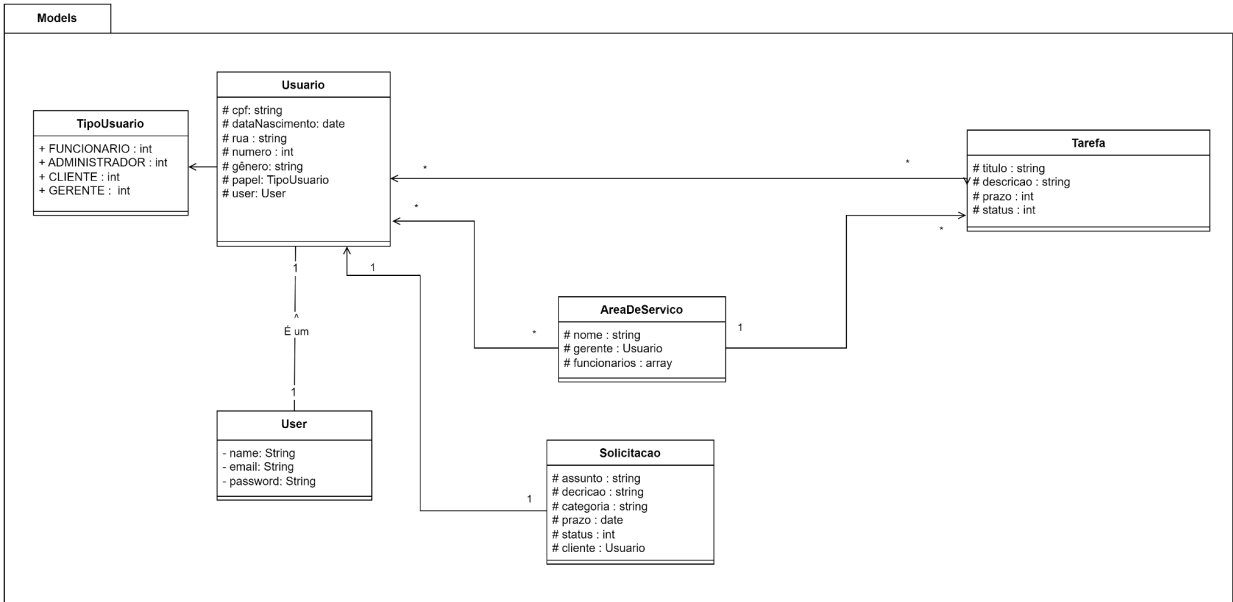 Models
Usuario
# cpf: string
# dataNascimento: date
# rua : string
# numero : int
# gênero: string
# papel: TipoUsuario
# user: User
TipoUsuario
+ FUNCIONARIO : int
+ ADMINISTRADOR : int
+ CLIENTE : int
+ GERENTE :  int
Tarefa
# titulo : string
# descricao : string
# prazo : int
# status : int
*
*
*
*
1
1
^
É um
1
AreaDeServico
# nome : string
# gerente : Usuario
# funcionarios : array
*
1
User
- name: String
- email: String
- password: String
Solicitacao
# assunto : string
# decricao : string
# categoria : string
# prazo : date
# status : int
# cliente : Usuario
1